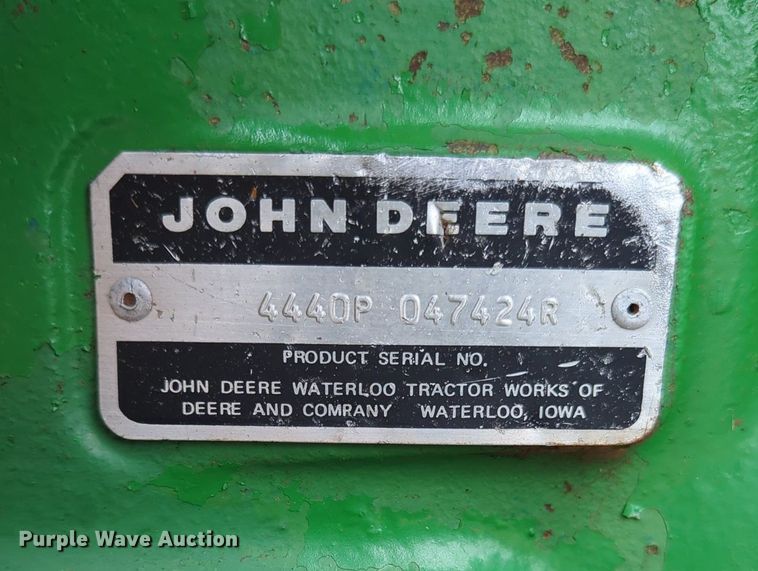 JOHN DEERE
4440P 047424R
PRODUCT SERIAL NO.
JOHN DEERE WATERLOO TRACTOR WORKS OF
DEERE AND COMPANY WATERLOO, IOWA
Purple Wave Auction